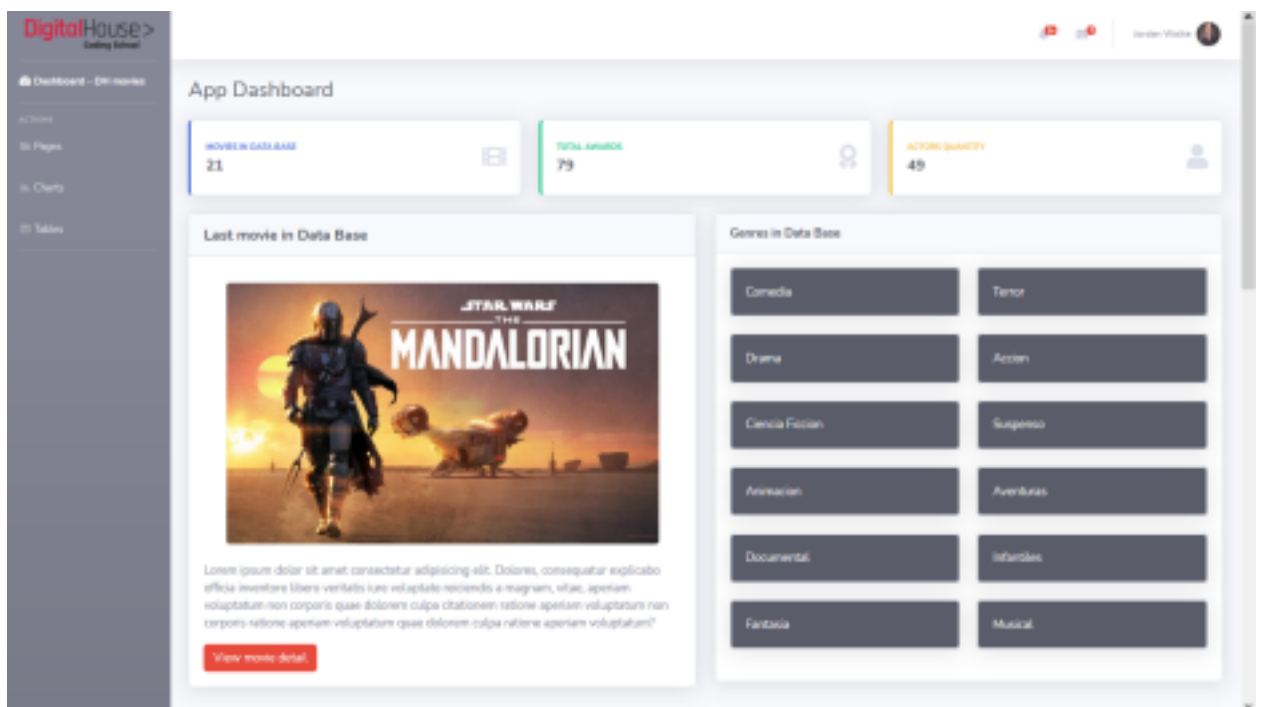 DigitalHouse>
Coding School
Jordan Walke
Dashboard - DH movies
App Dashboard
ACTIONS
Pages
Charts
Tables
MOVIES IN DATA BASE
21
TOTAL AWARDS
79
ACTORS QUANTITY
49
Last movie in Data Base
STAR WARS
THE
MANDALORIAN
Lorem ipsum dolor sit amet consectetur adipisicing elit. Dolores, consequatur explicabo
officia inventore libero veritatis iure voluptate reiciendis a magnam, vitae, aperiam
voluptatum non corporis quae dolorem culpa citationem ratione aperiam voluptatum non
corporis ratione aperiam voluptatum quae dolorem culpa ratione aperiam voluptatum?
View movie detail
Genres in Data Base
Comedia
Terror
Drama
Accion
Ciencia Ficcion
Suspenso
Animacion
Aventuras
Documental
Infantiles
Fantasia
Musical